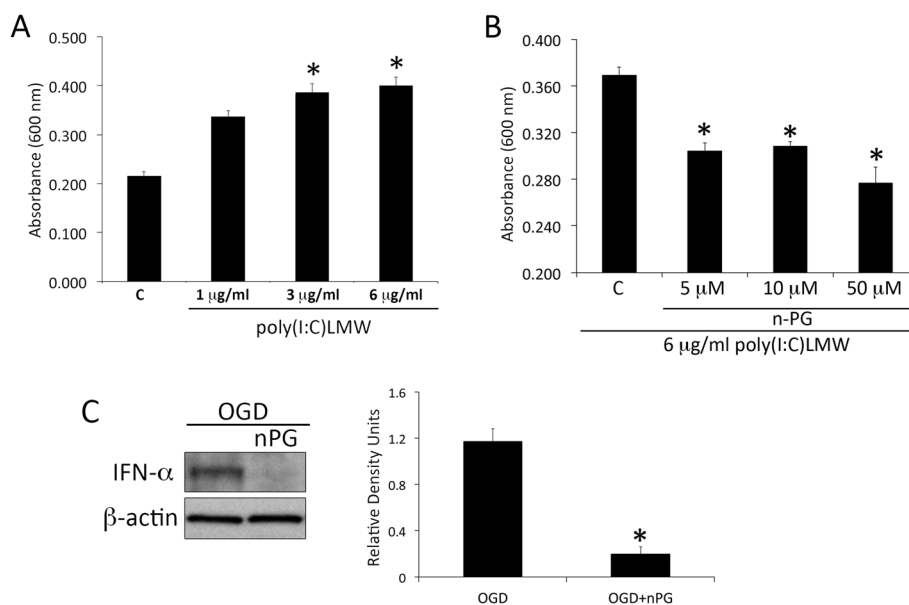 A
Absorbance (600 nm)
0.500
0.400
0.300
0.200
0.100
0.000
C
1 μg/ml
3 μg/ml
6 μg/ml
poly(I:C)LMW
*
*
B
Absorbance (600 nm)
0.400
0.360
0.320
0.280
0.240
0.200
*
*
*
C
5 μM
10 μM
50 μM
n-PG
6 μg/ml poly(I:C)LMW
C
OGD
nPG
IFN-α
β-actin
Relative Density Units
1.6
1.2
0.8
0.4
0
*
OGD
OGD+nPG